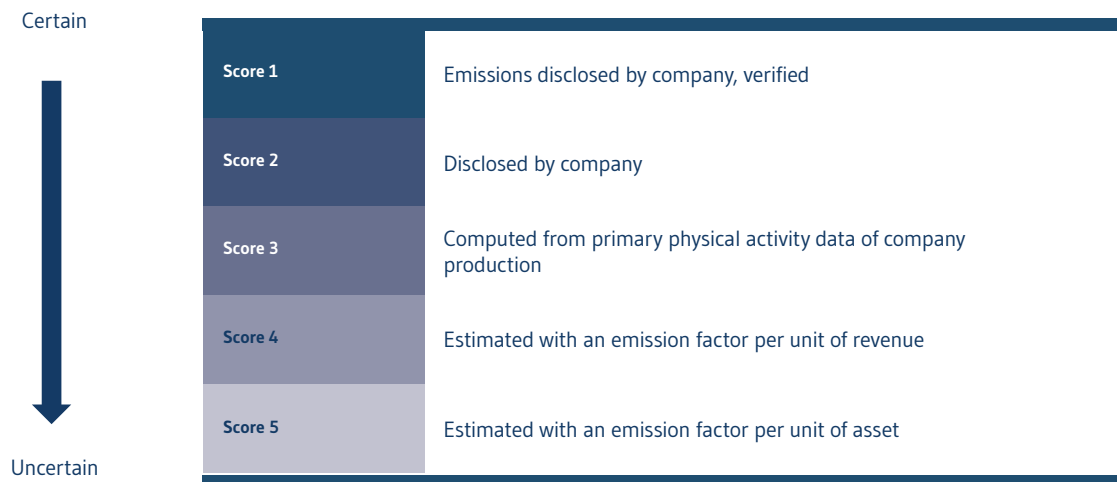 Certain
Score 1
Emissions disclosed by company, verified
Score 2
Disclosed by company
Score 3
Computed from primary physical activity data of company
production
Score 4
Estimated with an emission factor per unit of revenue
Score 5
Estimated with an emission factor per unit of asset
Uncertain